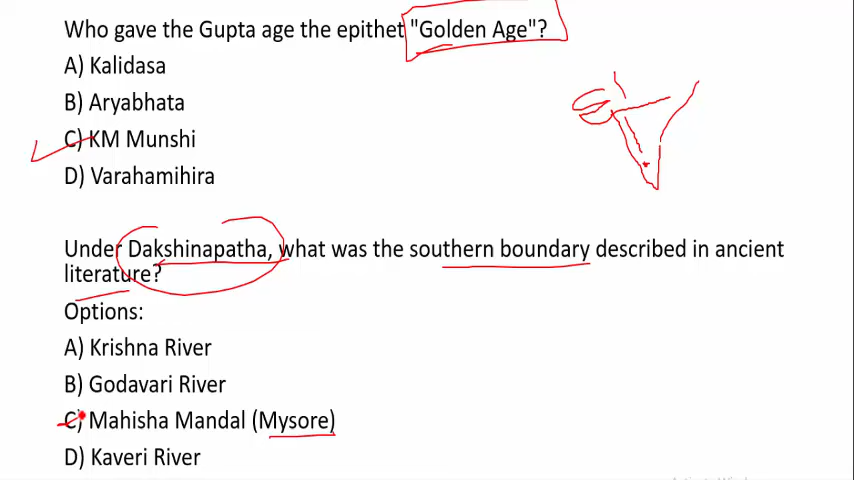 Who gave the Gupta age the epithet "Golden Age"?
A) Kalidasa
B) Aryabhata
C) KM Munshi
D) Varahamihira
Under Dakshinapatha, what was the southern boundary described in ancient
literature?
Options:
A) Krishna River
B) Godavari River
C) Mahisha Mandal (Mysore)
D) Kaveri River